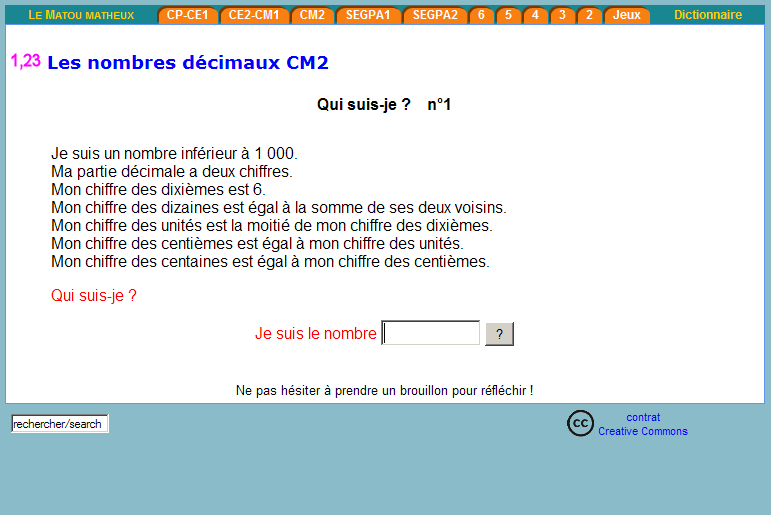 LE MATOU MATHEUX CP-CE1 CE2-CM1 CM2 SEGPA1 SEGPA2 6 5 4 3 2 Jeux Dictionnaire
1,23 Les nombres décimaux CM2
Qui suis-je ? n°1
Je suis un nombre inférieur à 1 000.
Ma partie décimale a deux chiffres.
Mon chiffre des dixièmes est 6.
Mon chiffre des dizaines est égal à la somme de ses deux voisins.
Mon chiffre des unités est la moitié de mon chiffre des dixièmes.
Mon chiffre des centièmes est égal à mon chiffre des unités.
Mon chiffre des centaines est égal à mon chiffre des centièmes.
Qui suis-je ?
Je suis le nombre ?
Ne pas hésiter à prendre un brouillon pour réfléchir !
rechercher/search
cc contrat
Creative Commons